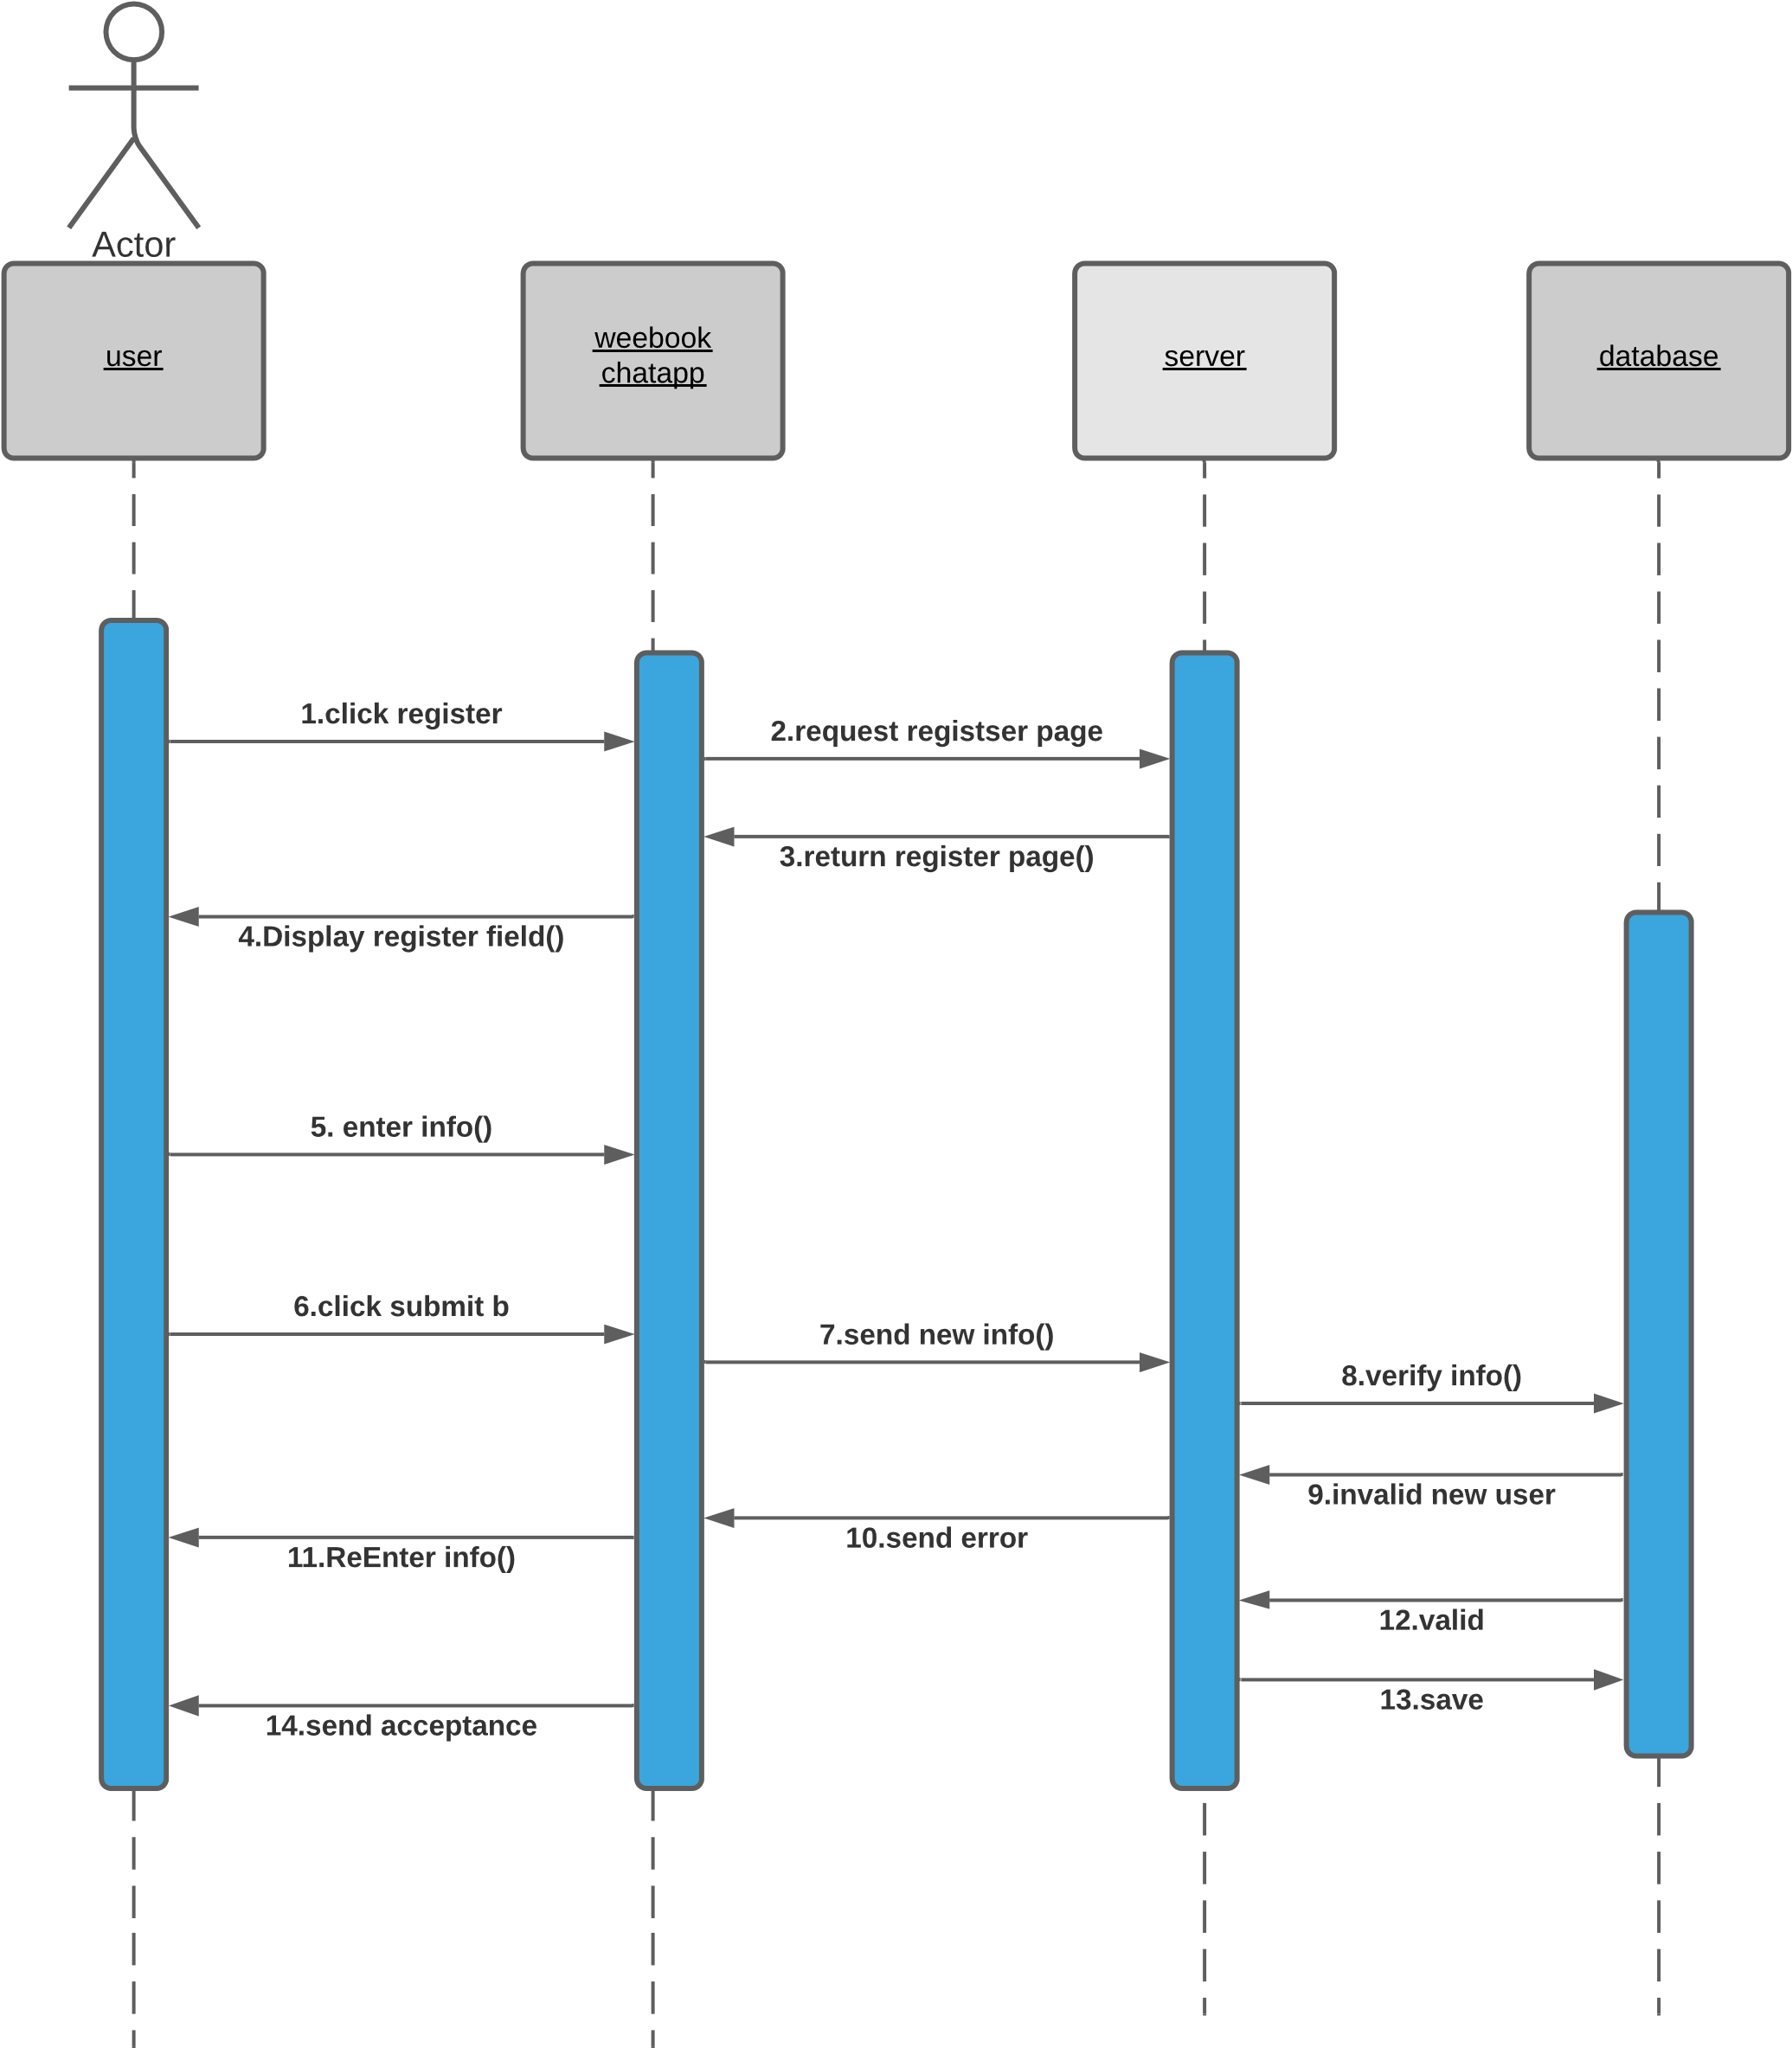 Actor
user
weebook
chatapp
server
database
1.click register
2.request registser page
3.return register page()
4.Display register field()
5. enter info()
6.click submit b
7.send new info()
8.verify info()
9.invalid new user
10.send error
11.ReEnter info()
12.valid
13.save
14.send acceptance